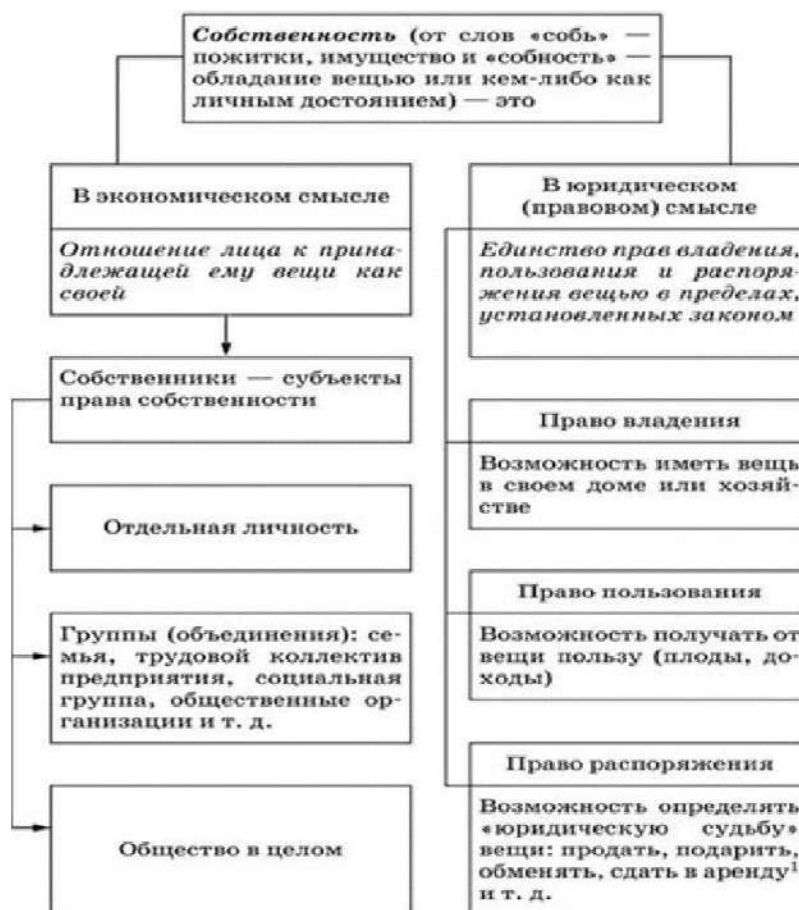 Собственность (от слов «собь» —
пожитки, имущество и «собность» —
обладание вещью или кем-либо как
личным достоянием) — это
В экономическом смысле
Отношение лица к прина-
длежащей ему вещи как
своей
Собственники — субъекты
права собственности
Отдельная личность
Группы (объединения): се-
мья, трудовой коллектив
предприятия, социальная
группа, общественные ор-
ганизации и т. д.
Общество в целом
В юридическом
(правовом) смысле
Единство прав владения,
пользования и распоря-
жения вещью в пределах,
установленных законом
Право владения
Возможность иметь вещь
в своем доме или хозяй-
стве
Право пользования
Возможность получать от
вещи пользу (плоды, до-
ходы)
Право распоряжения
Возможность определять
«юридическую судьбу»
вещи: продать, подарить,
обменять, сдать в аренду¹
и т. д.